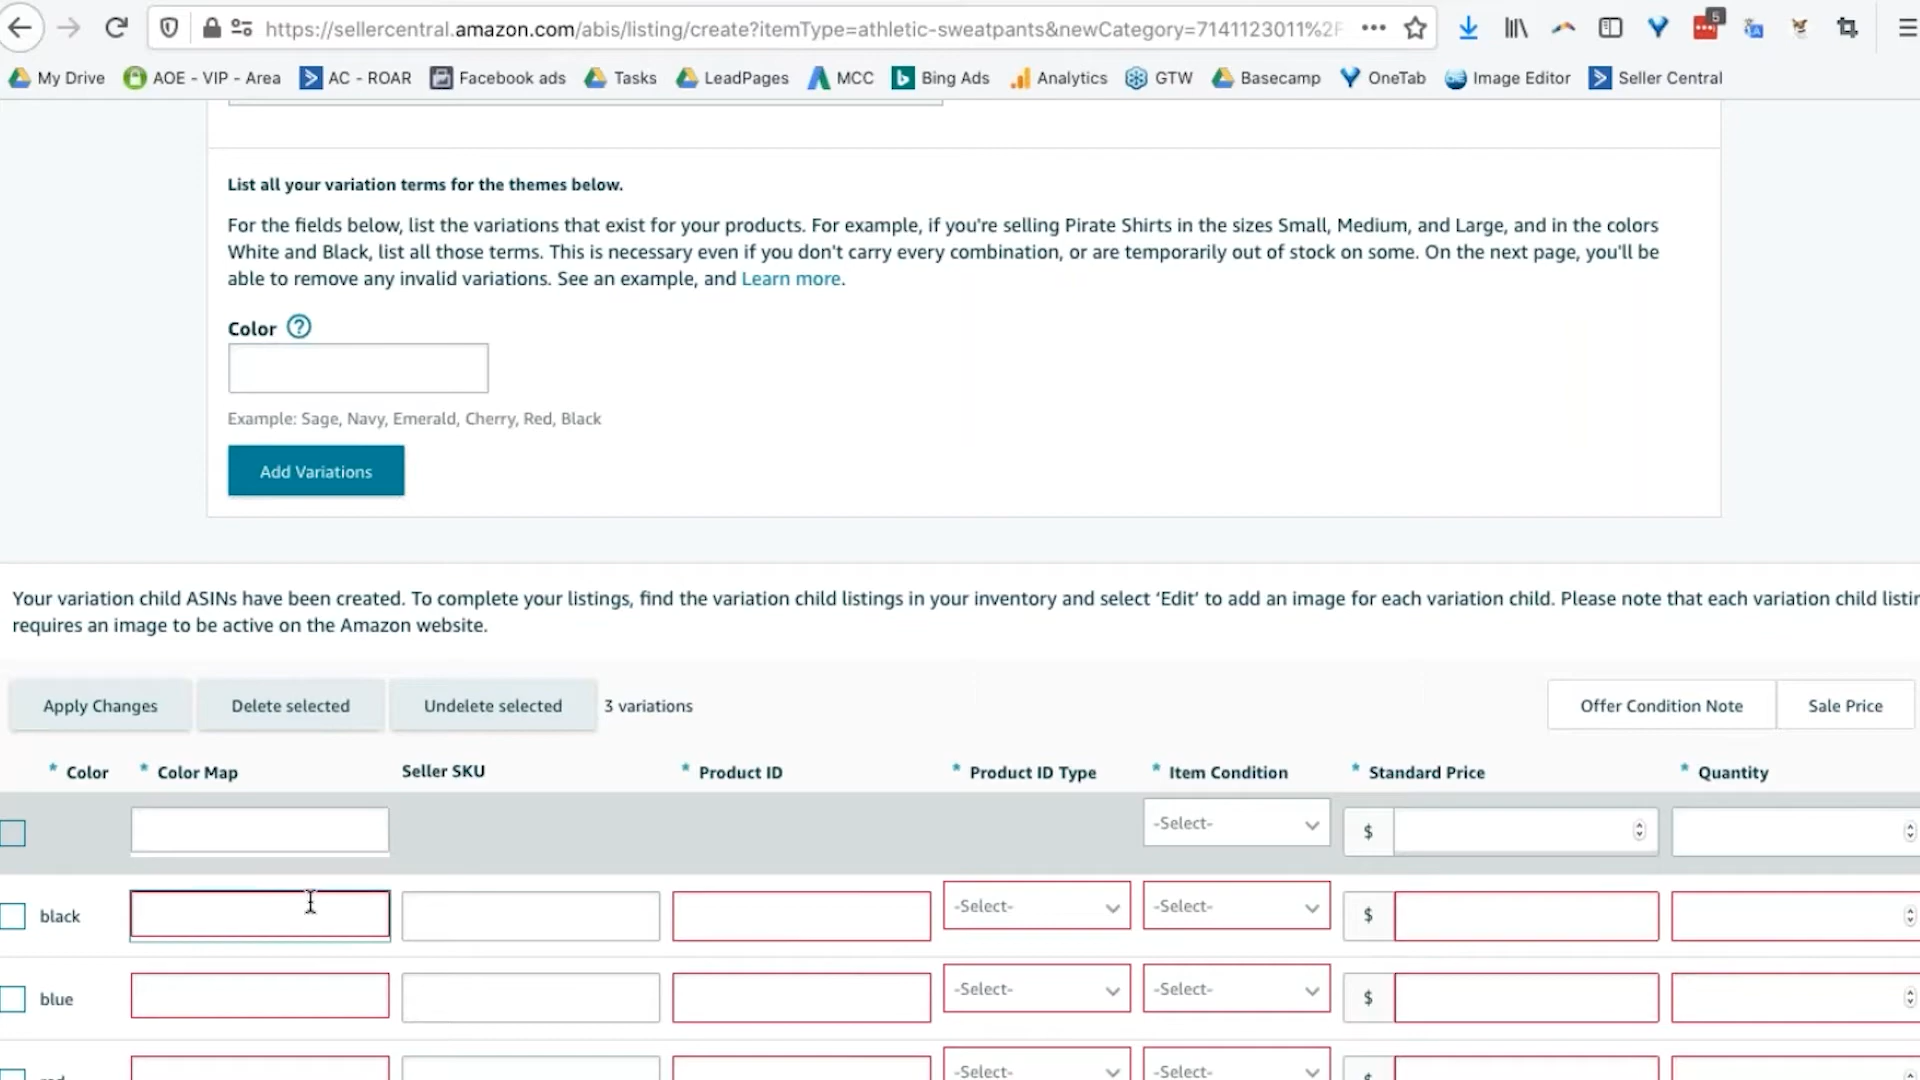 https://sellercentral.amazon.com/abis/listing/create?itemType=athletic-sweatpants&newCategory=7141123011%2F
5
My Drive AOE - VIP - Area AC - ROAR Facebook ads Tasks LeadPages MCC Bing Ads Analytics GTW Basecamp OneTab Image Editor Seller Central
List all your variation terms for the themes below.
For the fields below, list the variations that exist for your products. For example, if you're selling Pirate Shirts in the sizes Small, Medium, and Large, and in the colors
White and Black, list all those terms. This is necessary even if you don't carry every combination, or are temporarily out of stock on some. On the next page, you'll be
able to remove any invalid variations. See an example, and Learn more.
Color ?
Example: Sage, Navy, Emerald, Cherry, Red, Black
Add Variations
Your variation child ASINs have been created. To complete your listings, find the variation child listings in your inventory and select ‘Edit’ to add an image for each variation child. Please note that each variation child
requires an image to be active on the Amazon website.
Apply Changes Delete selected Undelete selected 3 variations Offer Condition Note Sale Price
* Color * Color Map Seller SKU * Product ID * Product ID Type * Item Condition * Standard Price * Quantity
-Select- $
black -Select- -Select- $
blue -Select- -Select- $
-Select- -Select-